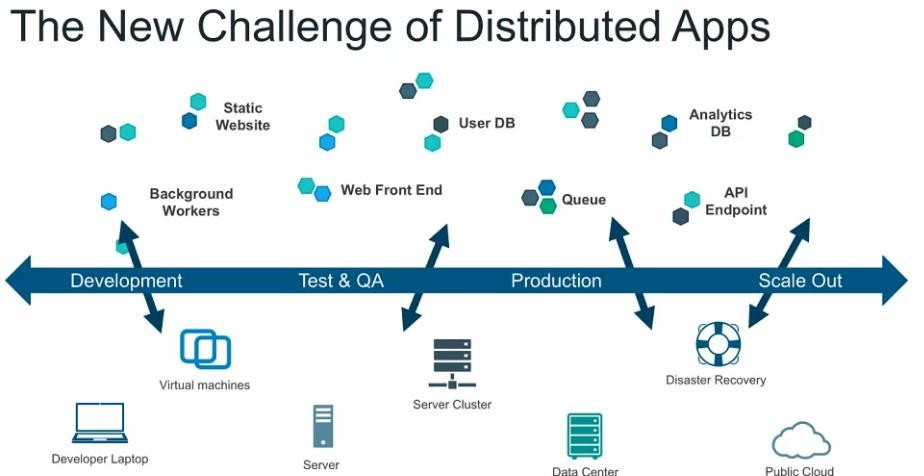 The New Challenge of Distributed Apps
Static
Website
User DB
Analytics
DB
Background
Workers
Web Front End
Queue
API
Endpoint
Development
Test & QA
Production
Scale Out
Virtual machines
Server Cluster
Disaster Recovery
Developer Laptop
Server
Data Center
Public Cloud